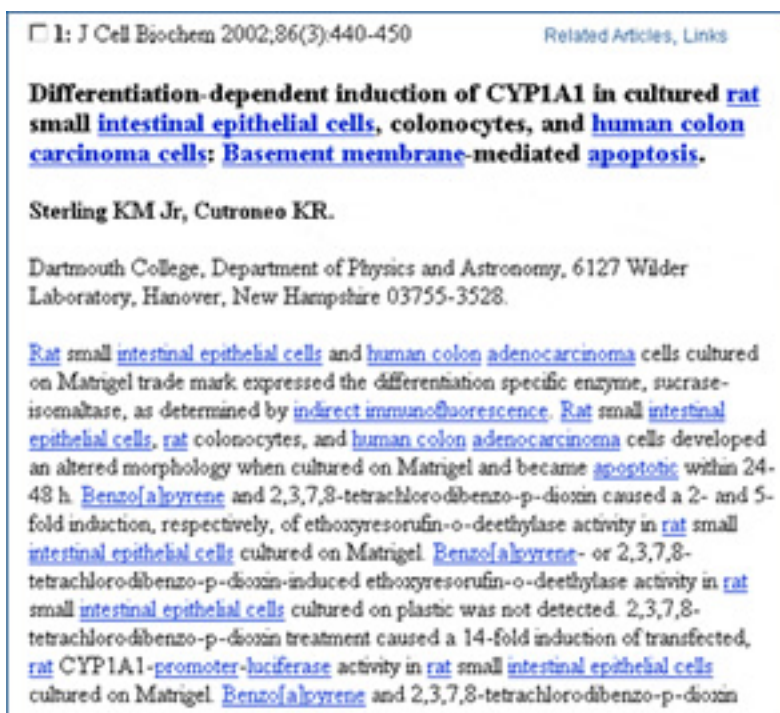 1: J Cell Biochem 2002;86(3):440-450 Related Articles, Links
Differentiation-dependent induction of CYP1A1 in cultured rat
small intestinal epithelial cells, colonocytes, and human colon
carcinoma cells: Basement membrane-mediated apoptosis.
Sterling KM Jr, Cutroneo KR.
Dartmouth College, Department of Physics and Astronomy, 6127 Wilder
Laboratory, Hanover, New Hampshire 03755-3528.
Rat small intestinal epithelial cells and human colon adenocarcinoma cells cultured
on Matrigel trade mark expressed the differentiation specific enzyme, sucrase-
isomaltase, as determined by indirect immunofluorescence. Rat small intestinal
epithelial cells, rat colonocytes, and human colon adenocarcinoma cells developed
an altered morphology when cultured on Matrigel and became apoptotic within 24-
48 h. Benzo[a]pyrene and 2,3,7,8-tetrachlorodibenzo-p-dioxin caused a 2- and 5-
fold induction, respectively, of ethoxyresorufin-o-deethylase activity in rat small
intestinal epithelial cells cultured on Matrigel. Benzo[a]pyrene- or 2,3,7,8-
tetrachlorodibenzo-p-dioxin-induced ethoxyresorufin-o-deethylase activity in rat
small intestinal epithelial cells cultured on plastic was not detected. 2,3,7,8-
tetrachlorodibenzo-p-dioxin treatment caused a 14-fold induction of transfected,
rat CYP1A1-promoter-luciferase activity in rat small intestinal epithelial cells
cultured on Matrigel. Benzo[a]pyrene and 2,3,7,8-tetrachlorodibenzo-p-dioxin